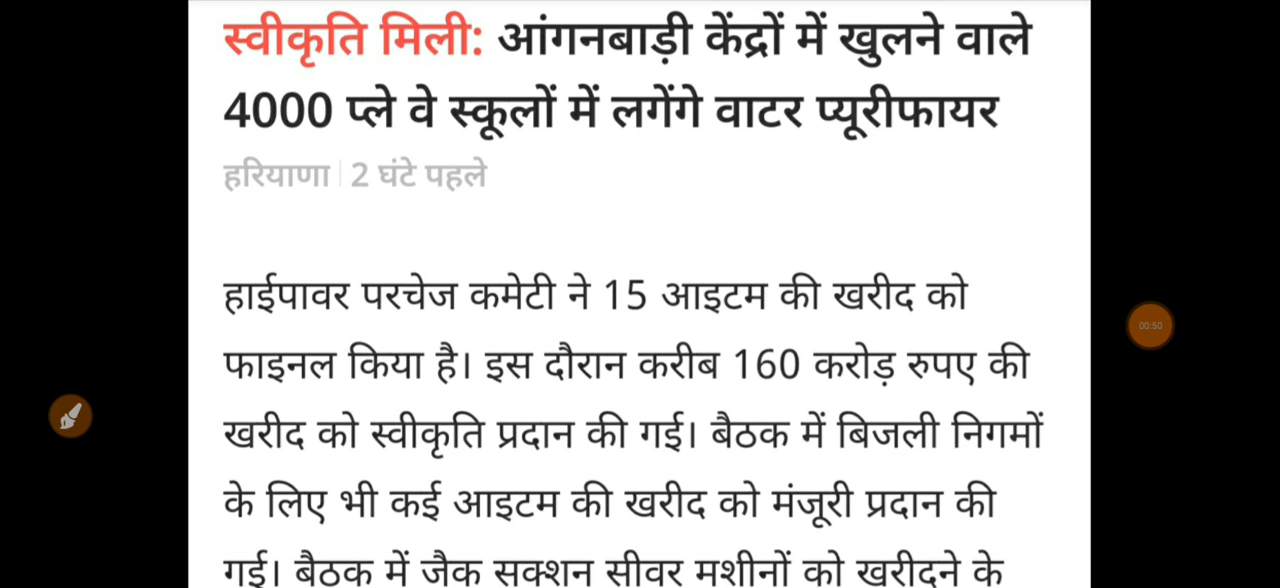 स्वीकृति मिली: आंगनबाड़ी केंद्रों में खुलने वाले
4000 प्ले वे स्कूलों में लगेंगे वाटर प्यूरीफायर
हरियाणा | 2 घंटे पहले
हाईपावर परचेज कमेटी ने 15 आइटम की खरीद को
फाइनल किया है। इस दौरान करीब 160 करोड़ रुपए की
खरीद को स्वीकृति प्रदान की गई। बैठक में बिजली निगमों
के लिए भी कई आइटम की खरीद को मंजूरी प्रदान की
गई। बैठक में जैक सक्शन सीवर मशीनों को खरीदने के
00:50